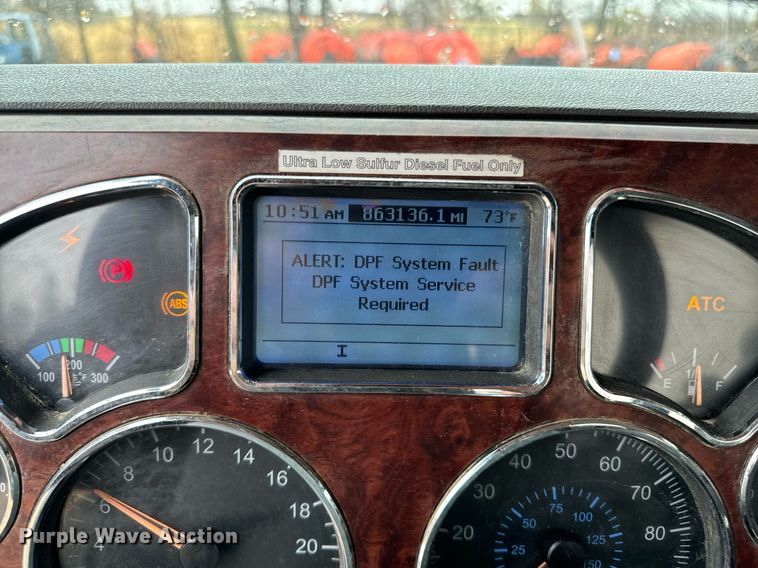 Ultra Low Sulfur Diesel Fuel Only
10:51 AM 863136.1 MI 73°F
ALERT: DPF System Fault
DPF System Service
Required
P
ABS
ATC
100 200 300
°F
E 1/2 F
4 6 8 10 12 14 16 18 20
20 30 40 50 60 70 80
25 50 75 100 125 150
Purple Wave Auction